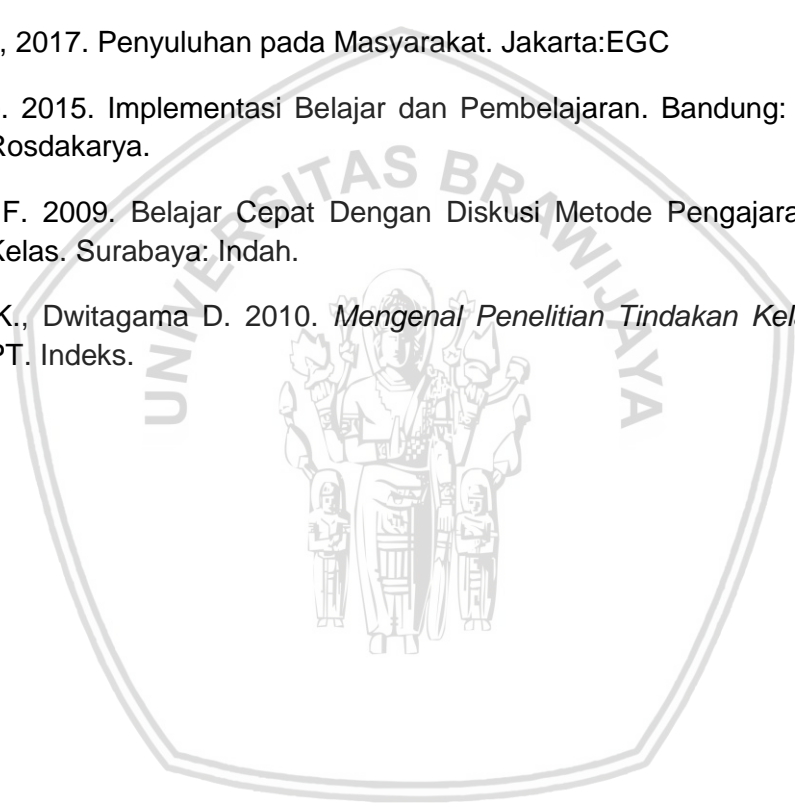 , 2017. Penyuluhan pada Masyarakat. Jakarta:EGC
. 2015. Implementasi Belajar dan Pembelajaran. Bandung:
Rosdakarya.
F. 2009. Belajar Cepat Dengan Diskusi Metode Pengajara
Kelas. Surabaya: Indah.
K., Dwitagama D. 2010. Mengenal Penelitian Tindakan Kela
PT. Indeks.
UNIVERSITAS BRAWIJAYA